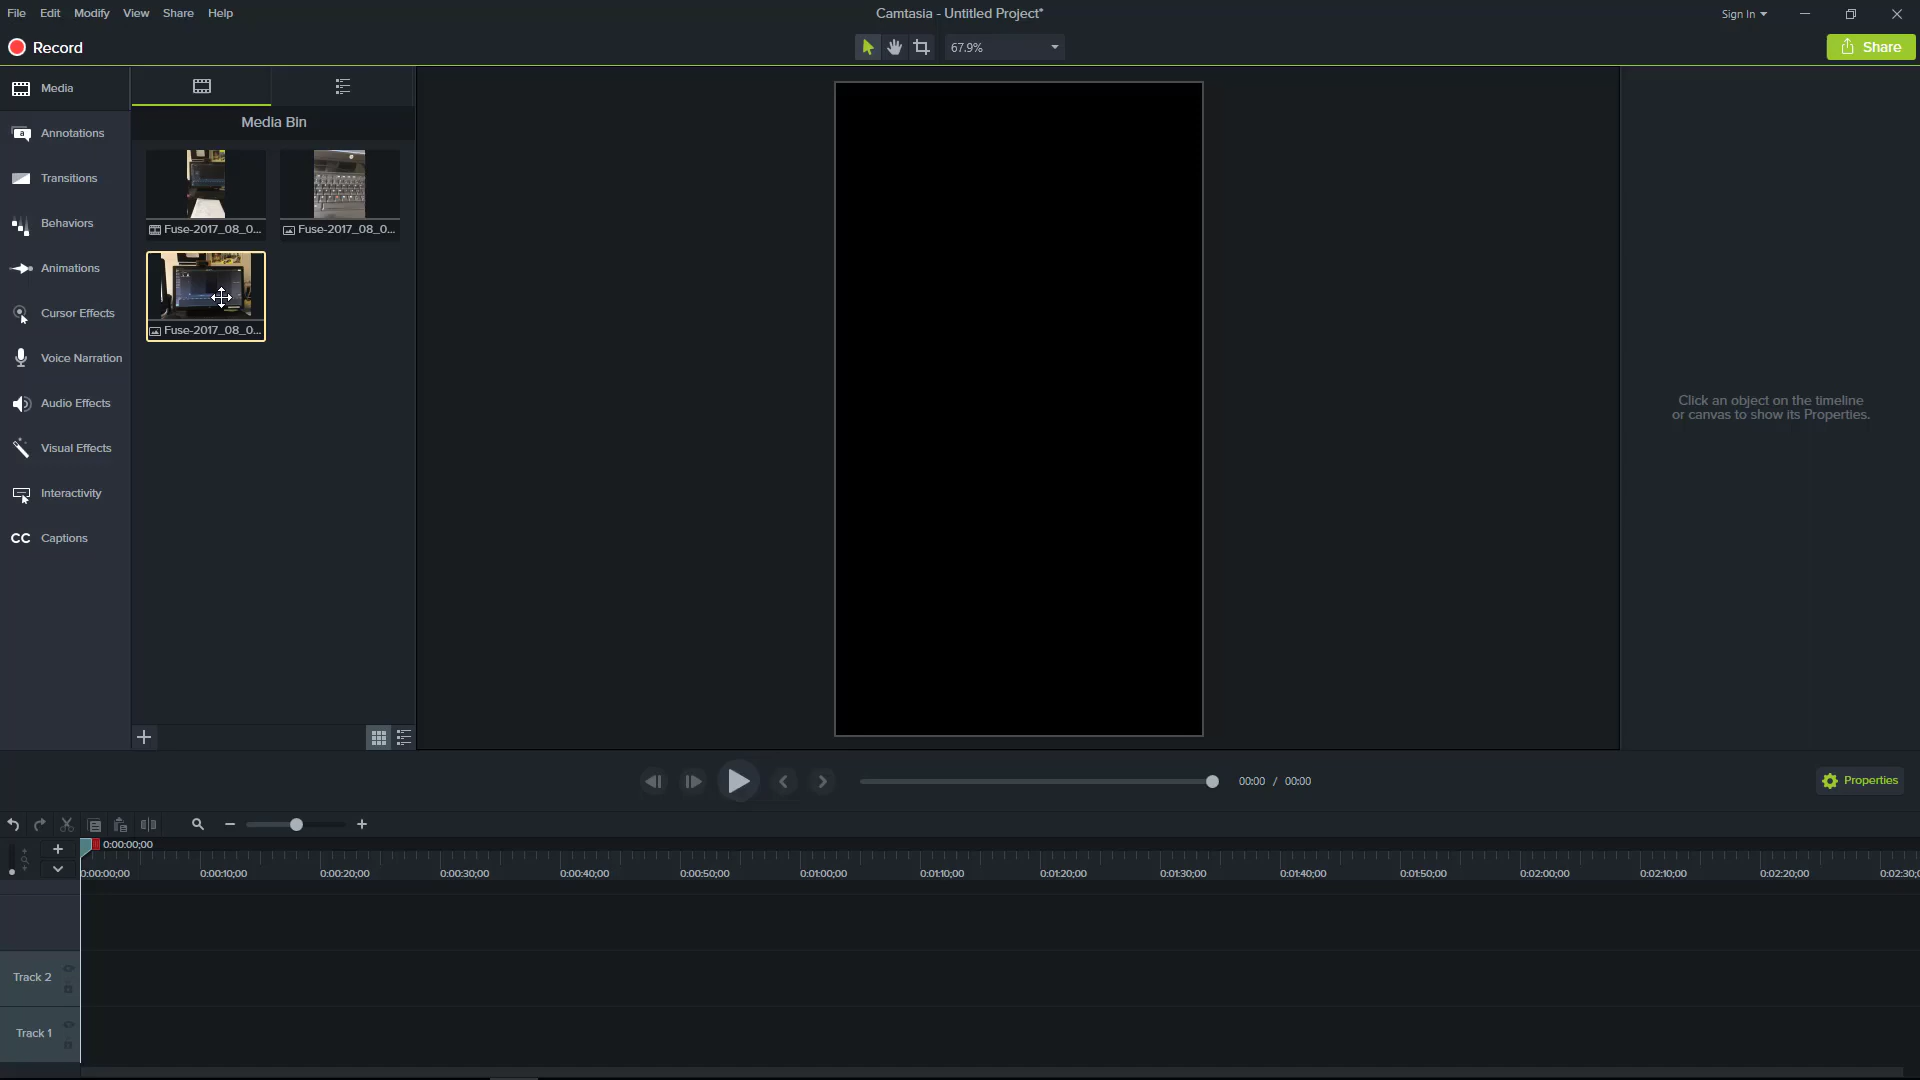 File Edit Modify View Share Help
Camtasia - Untitled Project*
Sign In
Record
67.9%
Share
Media
Annotations
Transitions
Behaviors
Animations
Cursor Effects
Voice Narration
Audio Effects
Visual Effects
Interactivity
CC Captions
Media Bin
Fuse-2017_08_0... Fuse-2017_08_0...
Fuse-2017_08_0...
Click an object on the timeline
or canvas to show its Properties.
00:00 / 00:00
Properties
0:00:00;00
0:00:00;00 0:00:10;00 0:00:20;00 0:00:30;00 0:00:40;00 0:00:50;00 0:01:00;00 0:01:10;00 0:01:20;00 0:01:30;00 0:01:40;00 0:01:50;00 0:02:00;00 0:02:10;00 0:02:20;00 0:02:30;0
Track 2
Track 1